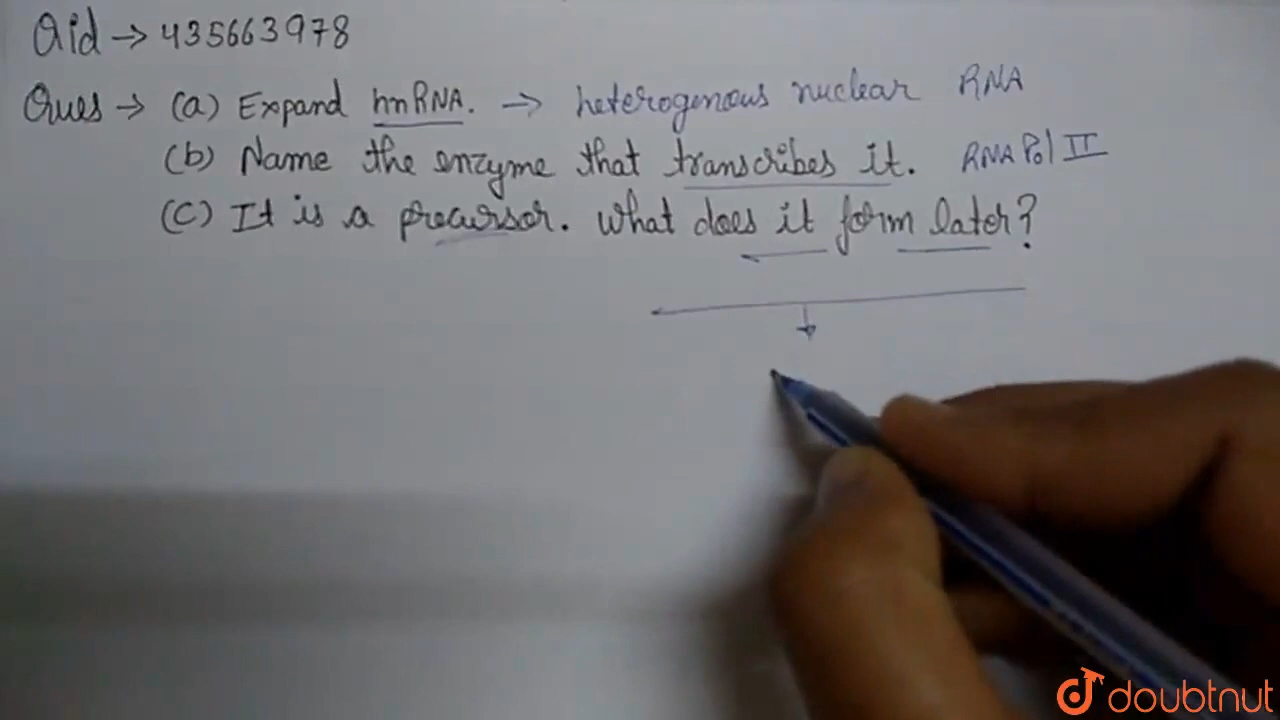 Qid → 435663978
Ques → (a) Expand hnRNA. → heterogenous nuclear RNA
(b) Name the enzyme that transcribes it. RNA Pol II
(c) It is a precursor. What does it form later?
doubtnut